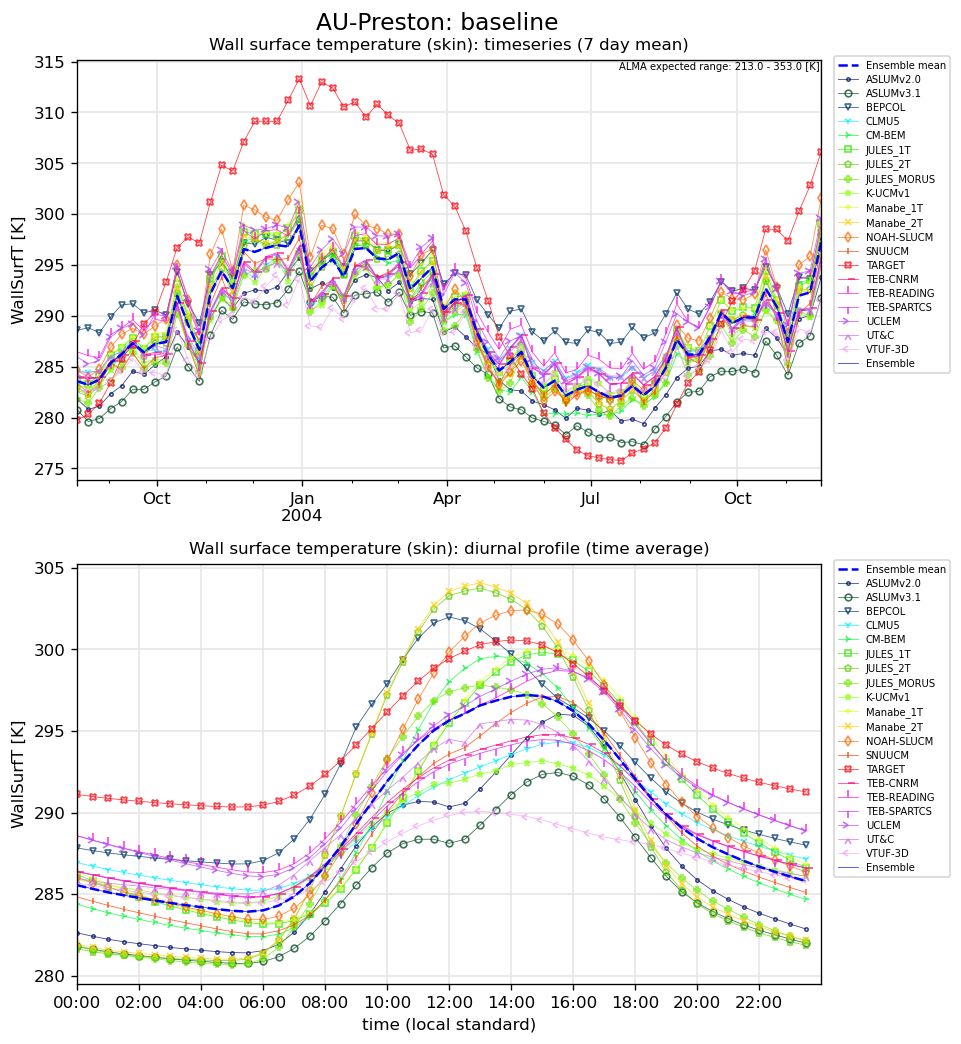 AU-Preston: baseline
Wall surface temperature (skin): timeseries (7 day mean)
ALMA expected range: 213.0 - 353.0 [K]
WallSurfT [K]
315
310
305
300
295
290
285
280
275
Oct
Jan
2004
Apr
Jul
Oct
Ensemble mean
ASLUMv2.0
ASLUMv3.1
BEPCOL
CLMU5
CM-BEM
JULES_1T
JULES_2T
JULES_MORUS
K-UCMv1
Manabe_1T
Manabe_2T
NOAH-SLUCM
SNUUCM
TARGET
TEB-CNRM
TEB-READING
TEB-SPARTCS
UCLEM
UT&C
VTUF-3D
Ensemble
Wall surface temperature (skin): diurnal profile (time average)
WallSurfT [K]
305
300
295
290
285
280
00:00
02:00
04:00
06:00
08:00
10:00
12:00
14:00
16:00
18:00
20:00
22:00
time (local standard)
Ensemble mean
ASLUMv2.0
ASLUMv3.1
BEPCOL
CLMU5
CM-BEM
JULES_1T
JULES_2T
JULES_MORUS
K-UCMv1
Manabe_1T
Manabe_2T
NOAH-SLUCM
SNUUCM
TARGET
TEB-CNRM
TEB-READING
TEB-SPARTCS
UCLEM
UT&C
VTUF-3D
Ensemble